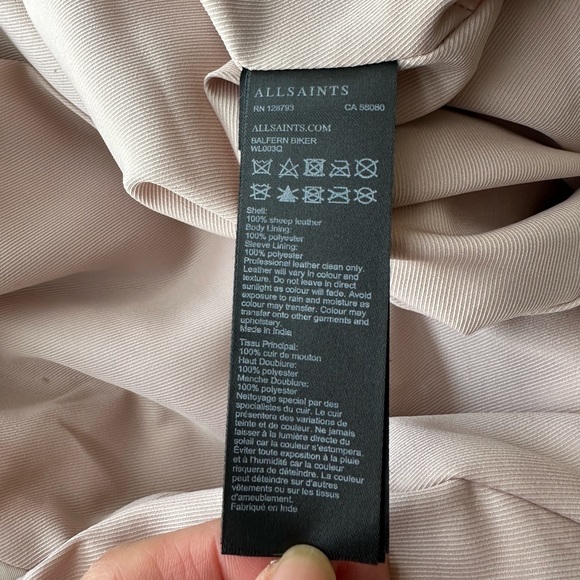 ALLSAINTS
RN 128793 CA 58080
ALLSAINTS.COM
BALFERN BIKER
WL003Q
Shell:
100% sheep leather
Body Lining:
100% polyester
Sleeve Lining:
100% polyester
Professional leather clean only.
Leather will vary in colour and
texture. Do not leave in direct
sunlight as colour will fade. Avoid
exposure to rain and moisture as
colour may transfer. Colour may
transfer onto other garments and
upholstery.
Made in India
Tissu Principal:
100% cuir de mouton
Haut Doublure:
100% polyester
Manche Doublure:
100% polyester
Nettoyage special par des
specialistes du cuir. Le cuir
présentera des variations de
teinte et de couleur. Ne jamais
laisser à la lumière directe du
soleil car la couleur s'estompera.
Éviter toute exposition à la pluie
et à l'humidité car la couleur
risquera de déteindre. La couleur
peut déteindre sur d'autres
vêtements ou sur les tissus
d'ameublement.
Fabriqué en Inde